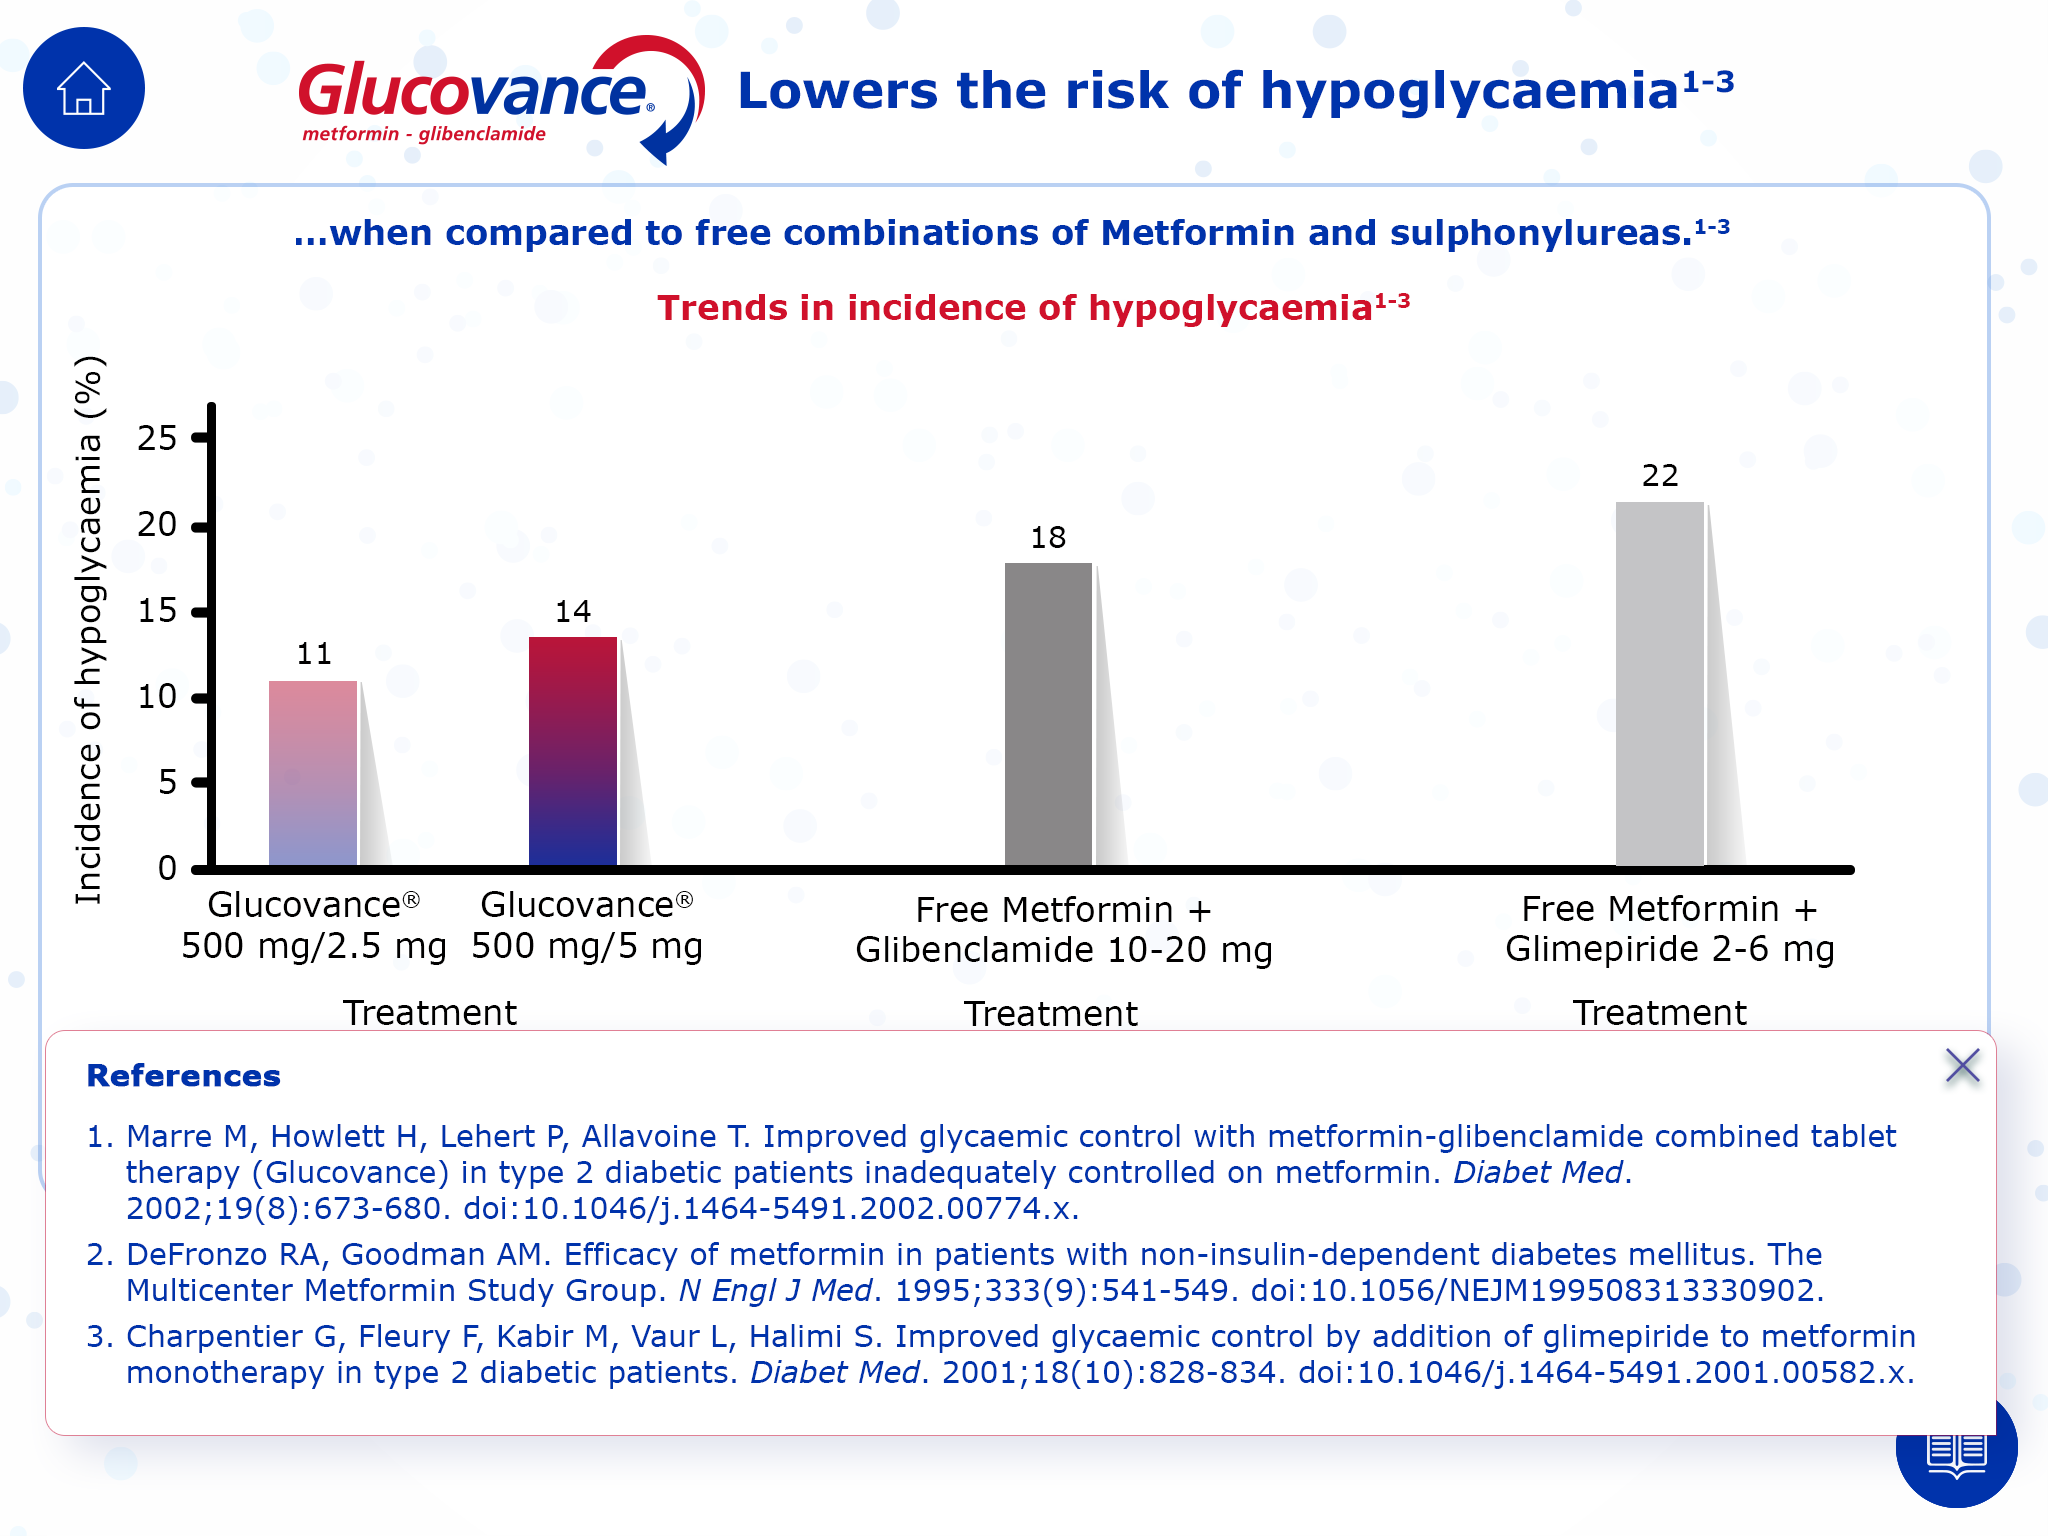 Glucovance®
metformin - glibenclamide
Lowers the risk of hypoglycaemia1-3
...when compared to free combinations of Metformin and sulphonylureas.1-3
Trends in incidence of hypoglycaemia1-3
Incidence of hypoglycaemia (%)
25
20
15
10
5
0
11
14
18
22
Glucovance®
500 mg/2.5 mg
Glucovance®
500 mg/5 mg
Free Metformin +
Glibenclamide 10-20 mg
Free Metformin +
Glimepiride 2-6 mg
Treatment
Treatment
Treatment
References
1. Marre M, Howlett H, Lehert P, Allavoine T. Improved glycaemic control with metformin-glibenclamide combined tablet
therapy (Glucovance) in type 2 diabetic patients inadequately controlled on metformin. Diabet Med.
2002;19(8):673-680. doi:10.1046/j.1464-5491.2002.00774.x.
2. DeFronzo RA, Goodman AM. Efficacy of metformin in patients with non-insulin-dependent diabetes mellitus. The
Multicenter Metformin Study Group. N Engl J Med. 1995;333(9):541-549. doi:10.1056/NEJM199508313330902.
3. Charpentier G, Fleury F, Kabir M, Vaur L, Halimi S. Improved glycaemic control by addition of glimepiride to metformin
monotherapy in type 2 diabetic patients. Diabet Med. 2001;18(10):828-834. doi:10.1046/j.1464-5491.2001.00582.x.